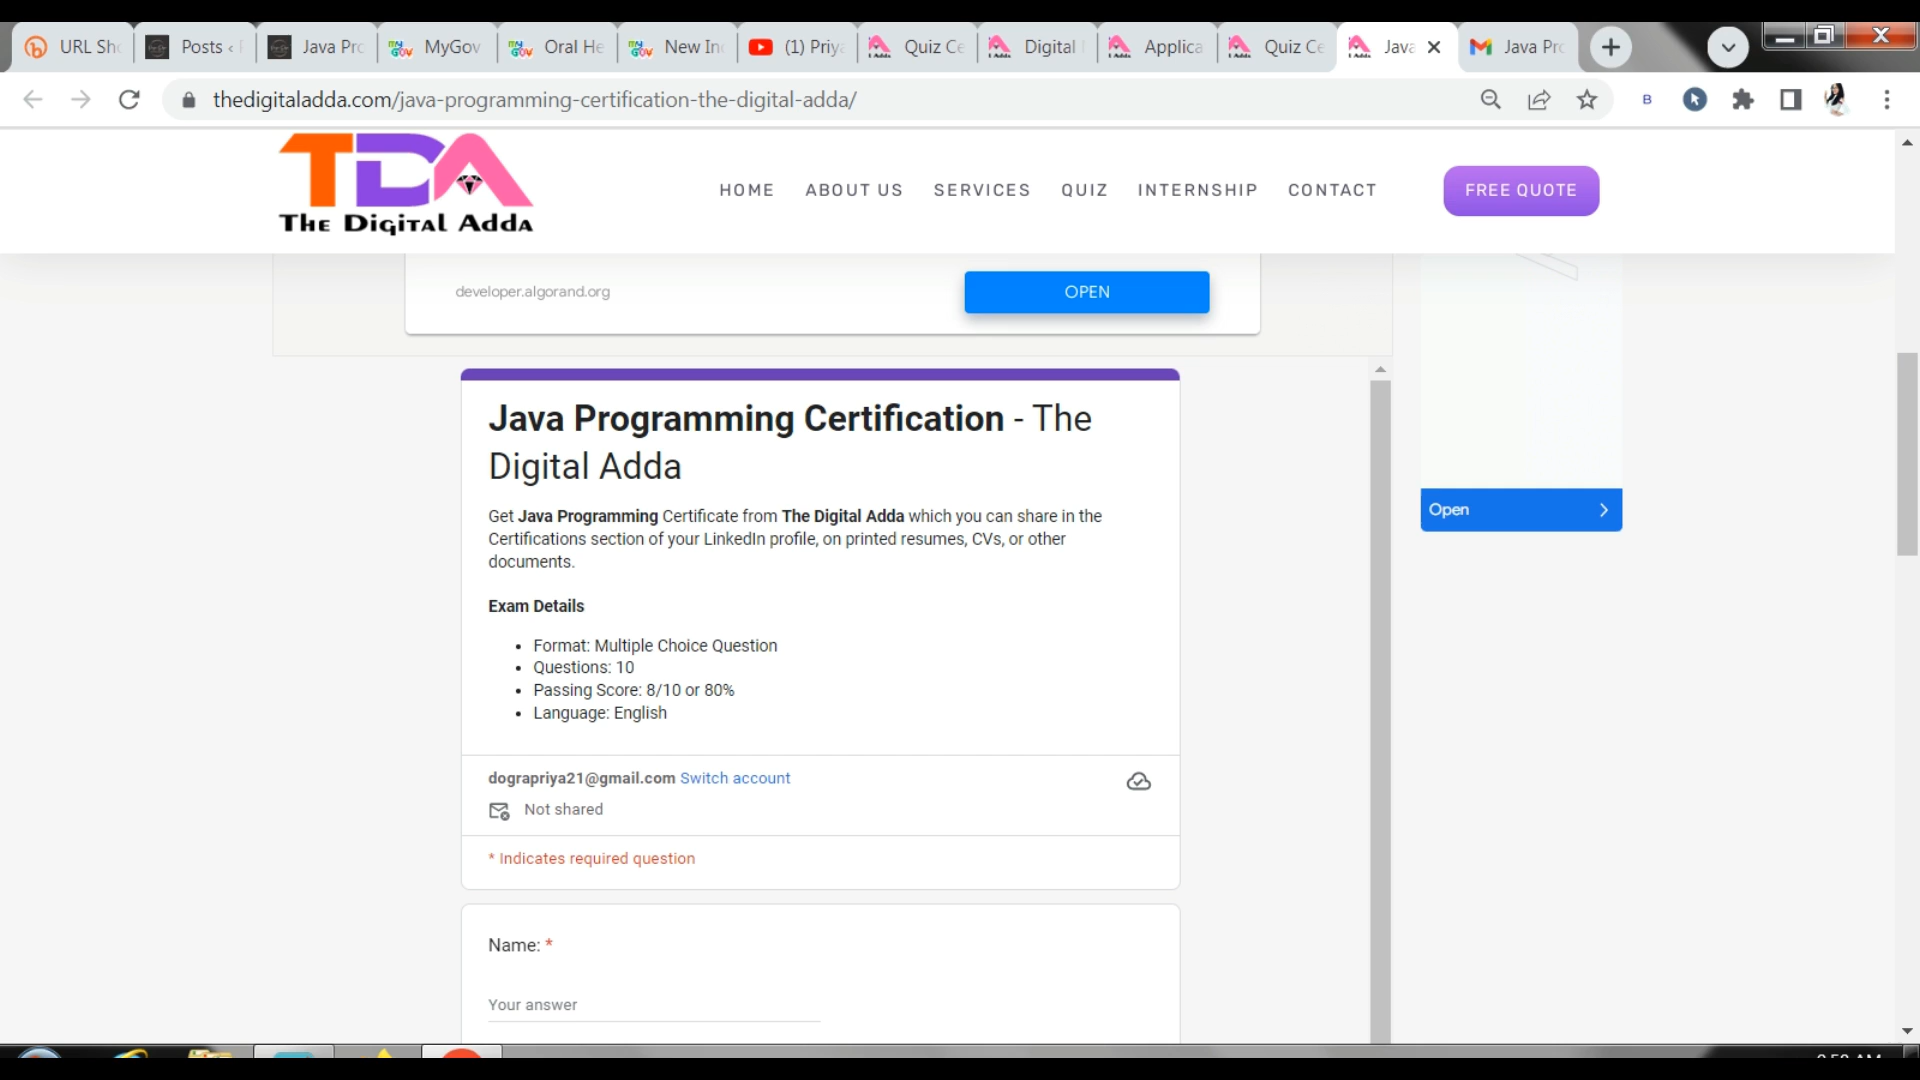 URL Sh
Posts ‹
Java Pro
MyGov
Oral He
New In
(1) Priy
Quiz Ce
Digital
Applica
Quiz Ce
Java
Java Pro
thedigitaladda.com/java-programming-certification-the-digital-adda/
B
TDA
The Digital Adda
HOME ABOUT US SERVICES QUIZ INTERNSHIP CONTACT
FREE QUOTE
developer.algorand.org
OPEN
Java Programming Certification - The
Digital Adda
Get Java Programming Certificate from The Digital Adda which you can share in the
Certifications section of your LinkedIn profile, on printed resumes, CVs, or other
documents.
Exam Details
• Format: Multiple Choice Question
• Questions: 10
• Passing Score: 8/10 or 80%
• Language: English
dograpriya21@gmail.com Switch account
Not shared
* Indicates required question
Name: *
Your answer
Open